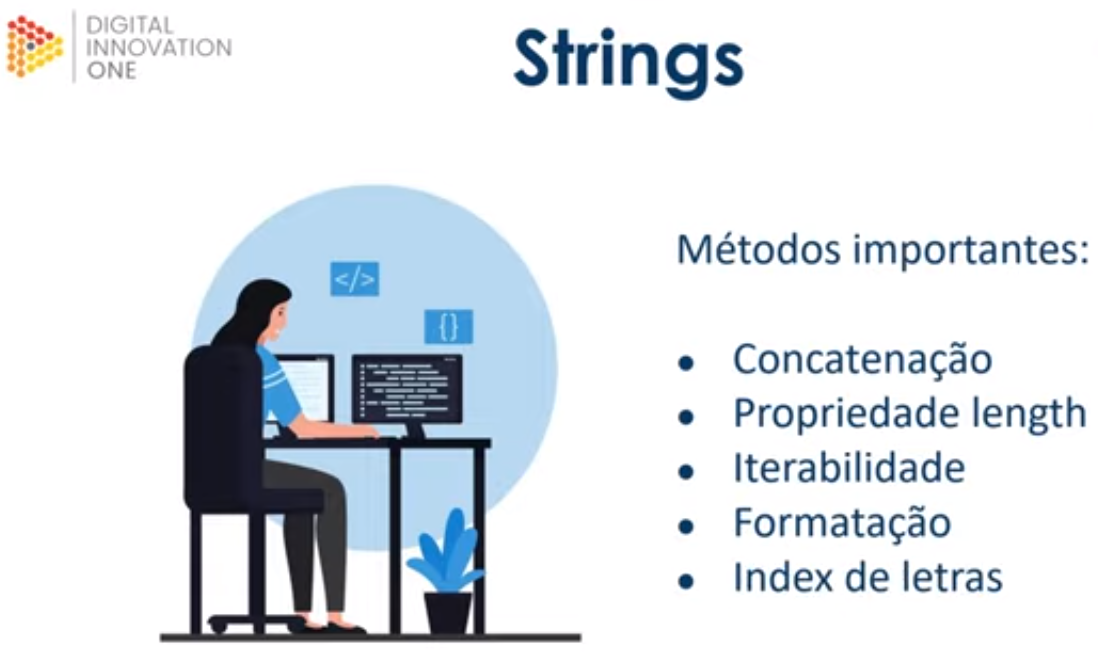 DIGITAL
INNOVATION
ONE
Strings
</>
{}
Métodos importantes:
• Concatenação
• Propriedade length
• Iterabilidade
• Formatação
• Index de letras